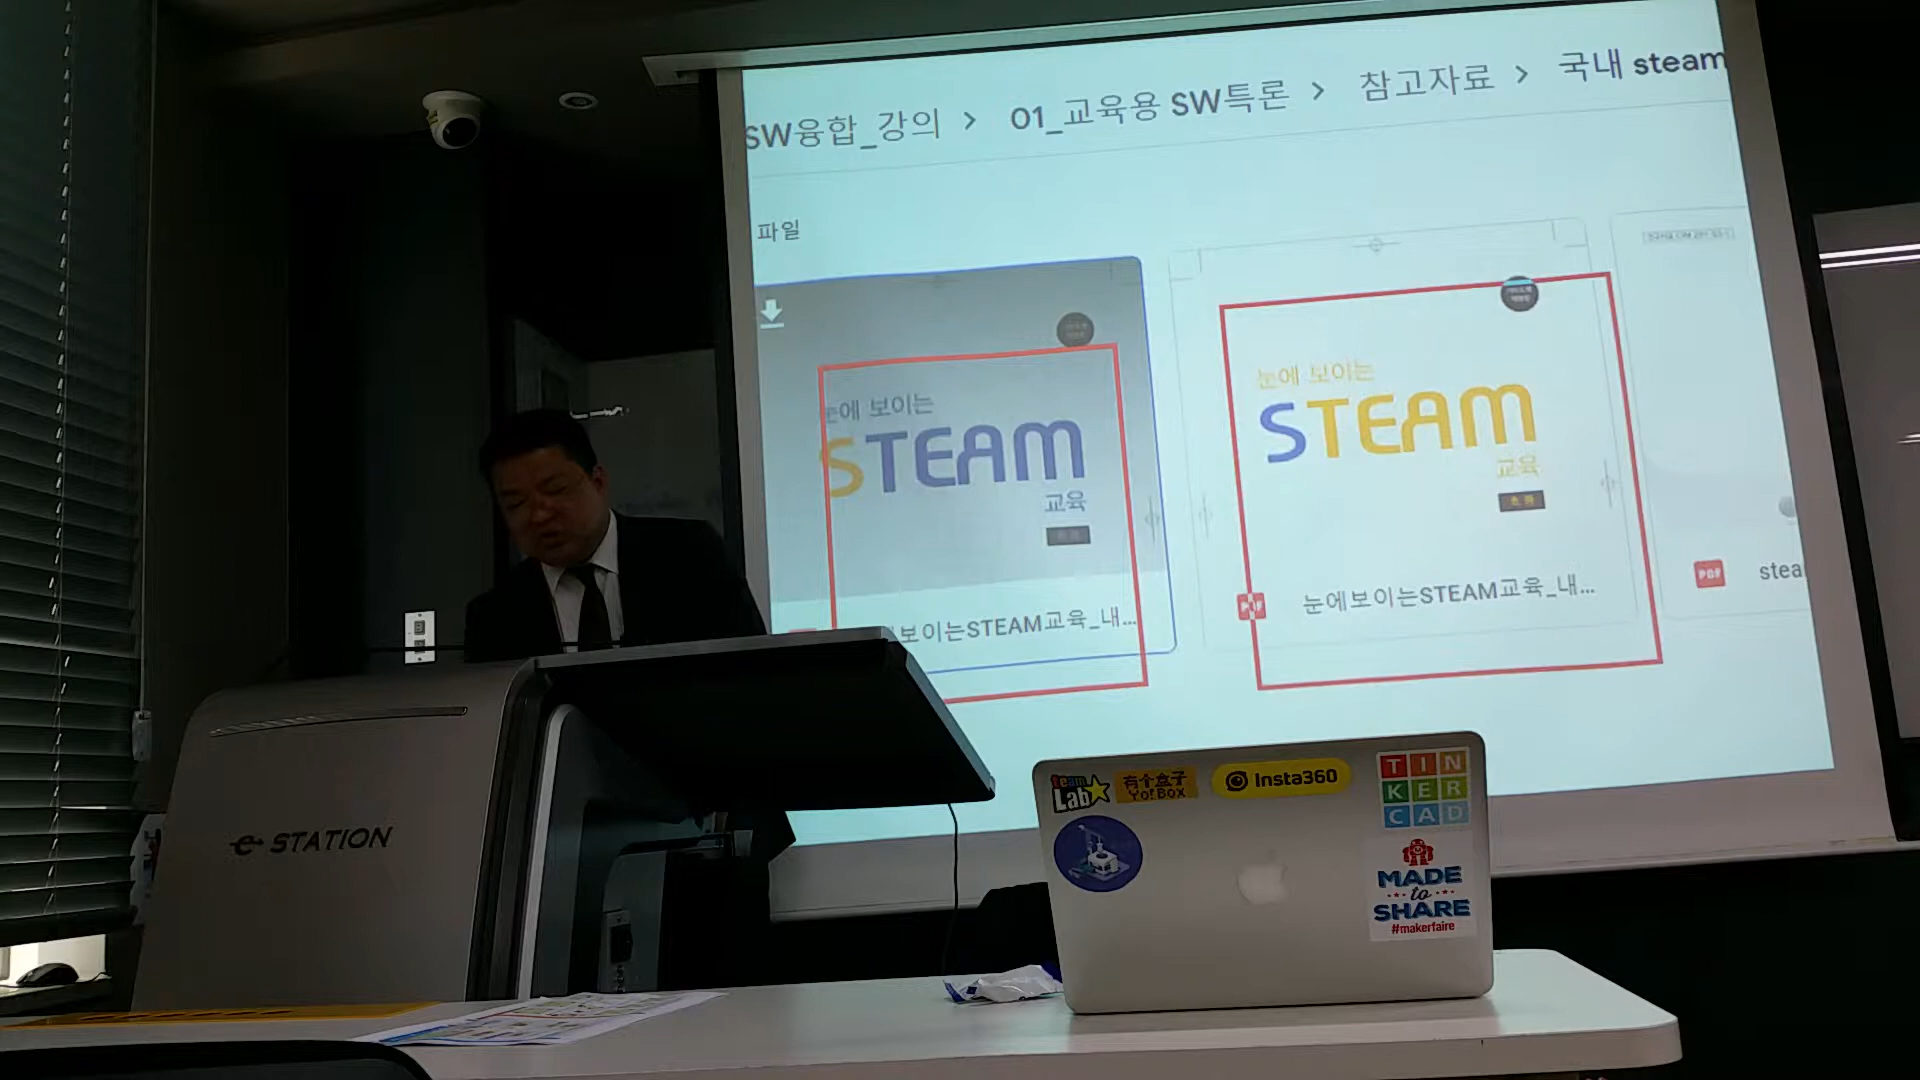 SW융합_강의 > 01_교육용 SW특론 > 참고자료 > 국내 steam
파일
눈에 보이는
STEAM
교육
보이는STEAM교육_내...
눈에 보이는
STEAM
교육
초등
PDF
눈에보이는STEAM교육_내...
PDF
stea
e-STATION
team
Lab
有个盒子
Yo!Box
Insta360
TIN
KER
CAD
MADE
to
SHARE
#makerfaire